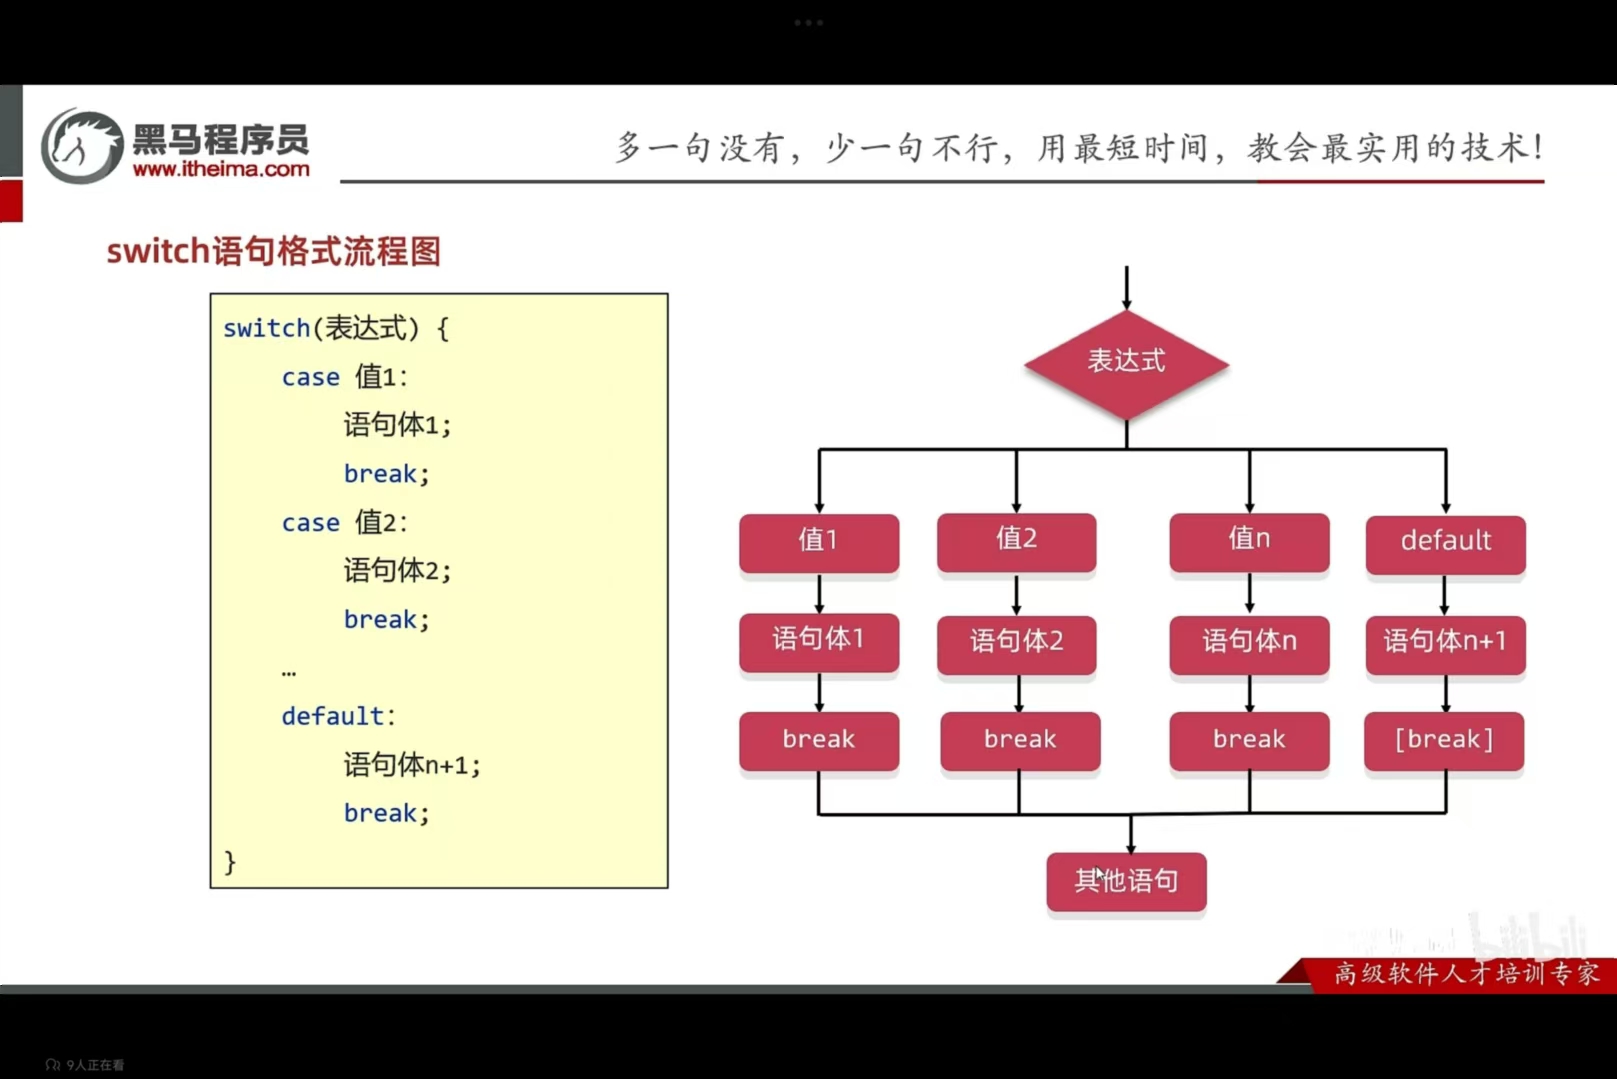 黑马程序员
www.itheima.com
多一句没有，少一句不行，用最短时间，教会最实用的技术！
switch语句格式流程图
switch(表达式) {
case 值1：
语句体1;
break;
case 值2：
语句体2;
break;
…
default：
语句体n+1;
break;
}
表达式
值1 值2 值n default
语句体1 语句体2 语句体n 语句体n+1
break break break [break]
其他语句
bilibili
高级软件人才培训专家
9人正在看